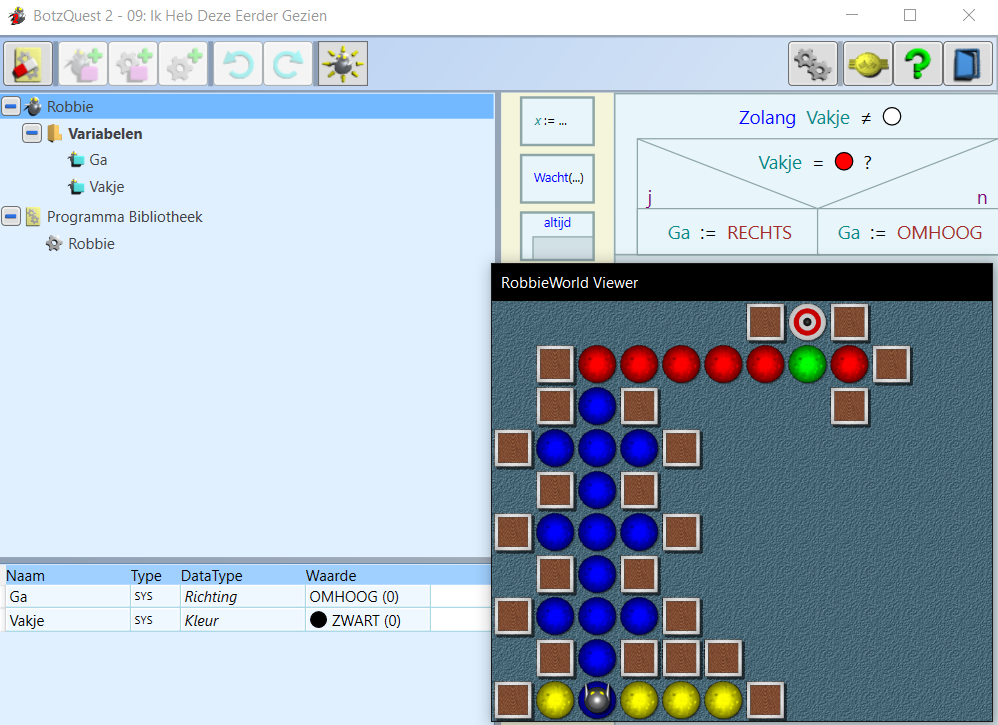 BotzQuest 2 - 09: Ik Heb Deze Eerder Gezien
Robbie
Variabelen
Ga
Vakje
Programma Bibliotheek
Robbie
x := ...
Wacht(...)
altijd
Zolang Vakje ≠
Vakje = ?
j n
Ga := RECHTS Ga := OMHOOG
RobbieWorld Viewer
Naam Type DataType Waarde
Ga SYS Richting OMHOOG (0)
Vakje SYS Kleur ZWART (0)